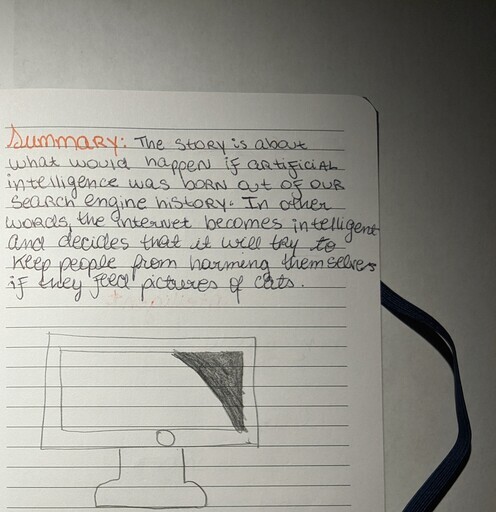 Summary: The story is about
what would happen if artificial
intelligence was born out of our
search engine history. In other
words, the internet becomes intelligent
and decides that it will try to
keep people from harming themselves
if they feed pictures of cats.